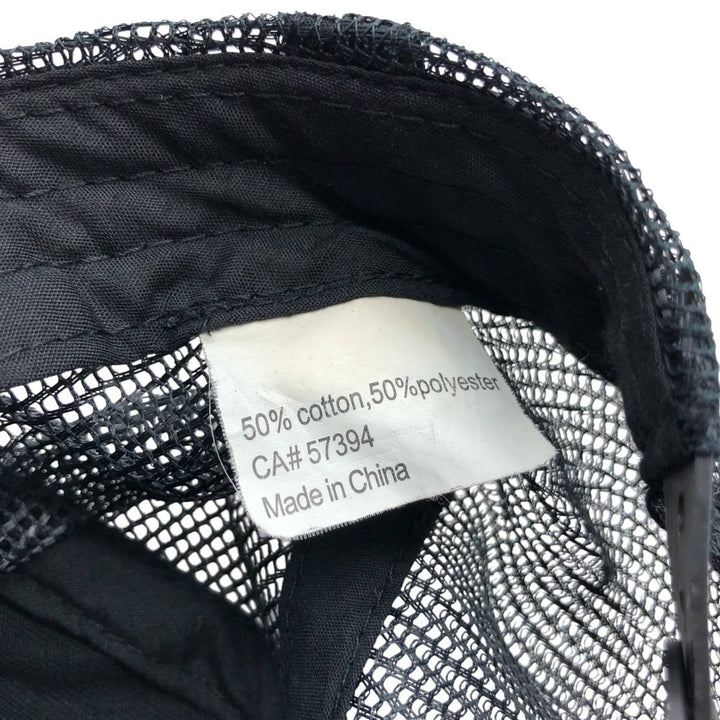 50% cotton,50%polyester
CA# 57394
Made in China